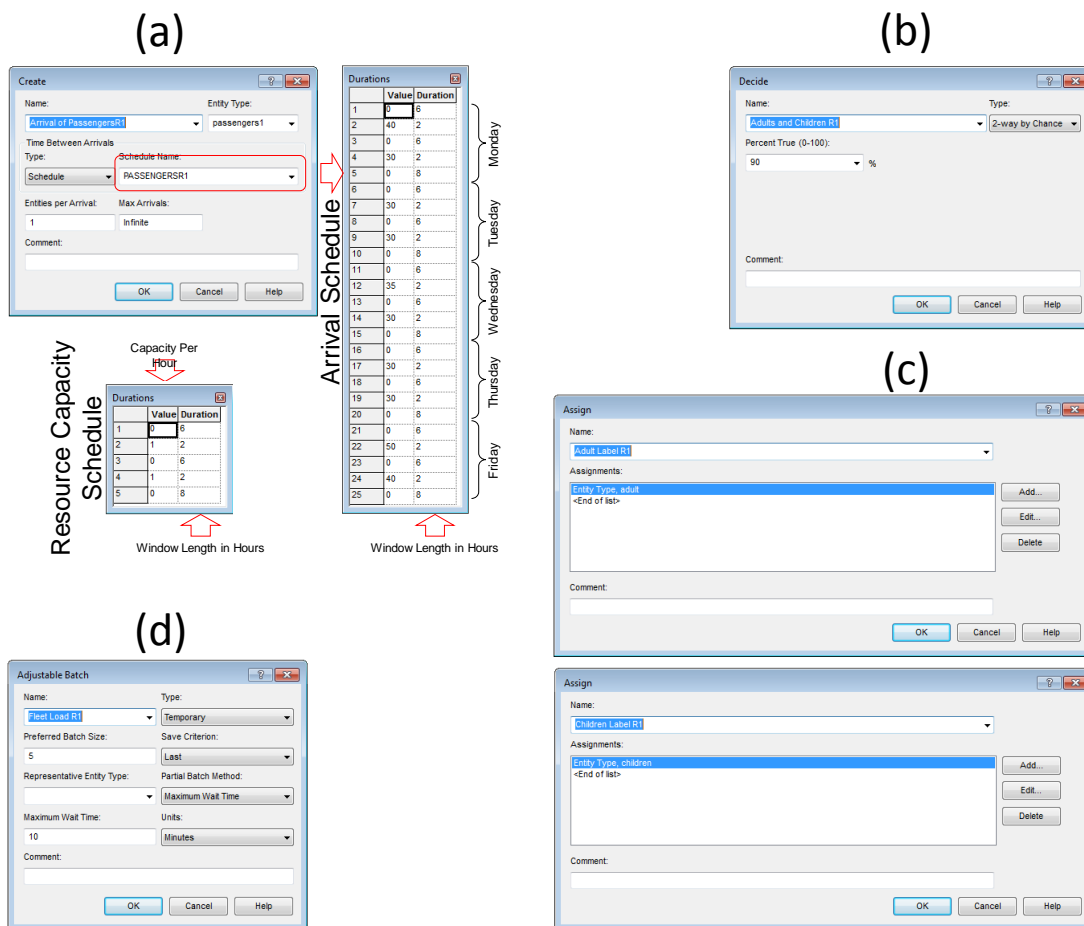 (a)
Create
Name:
Entity Type:
Arrival of PassengersR1
passengers1
Time Between Arrivals
Type:
Schedule Name:
Schedule
PASSENGERSR1
Entities per Arrival:
Max Arrivals:
1
Infinite
Comment:
OK Cancel Help
Arrival Schedule
Durations
Value Duration
1 0 6
2 40 2
3 0 6
4 30 2
5 0 8
6 0 6
7 30 2
8 0 6
9 30 2
10 0 8
11 0 6
12 35 2
13 0 6
14 30 2
15 0 8
16 0 6
17 30 2
18 0 6
19 30 2
20 0 8
21 0 6
22 50 2
23 0 6
24 40 2
25 0 8
Monday
Tuesday
Wednesday
Thursday
Friday
Window Length in Hours
Resource Capacity
Schedule
Capacity Per
Hour
Durations
Value Duration
1 0 6
2 1 2
3 0 6
4 1 2
5 0 8
Window Length in Hours
(b)
Decide
Name:
Type:
Adults and Children R1
2-way by Chance
Percent True (0-100):
90 %
Comment:
OK Cancel Help
(c)
Assign
Name:
Adult Label R1
Assignments:
Entity Type, adult
<End of list>
Add...
Edit...
Delete
Comment:
OK Cancel Help
Assign
Name:
Children Label R1
Assignments:
Entity Type, children
<End of list>
Add...
Edit...
Delete
Comment:
OK Cancel Help
(d)
Adjustable Batch
Name:
Type:
Fleet Load R1
Temporary
Preferred Batch Size:
Save Criterion:
5
Last
Representative Entity Type:
Partial Batch Method:
Maximum Wait Time
Maximum Wait Time:
Units:
10
Minutes
Comment:
OK Cancel Help